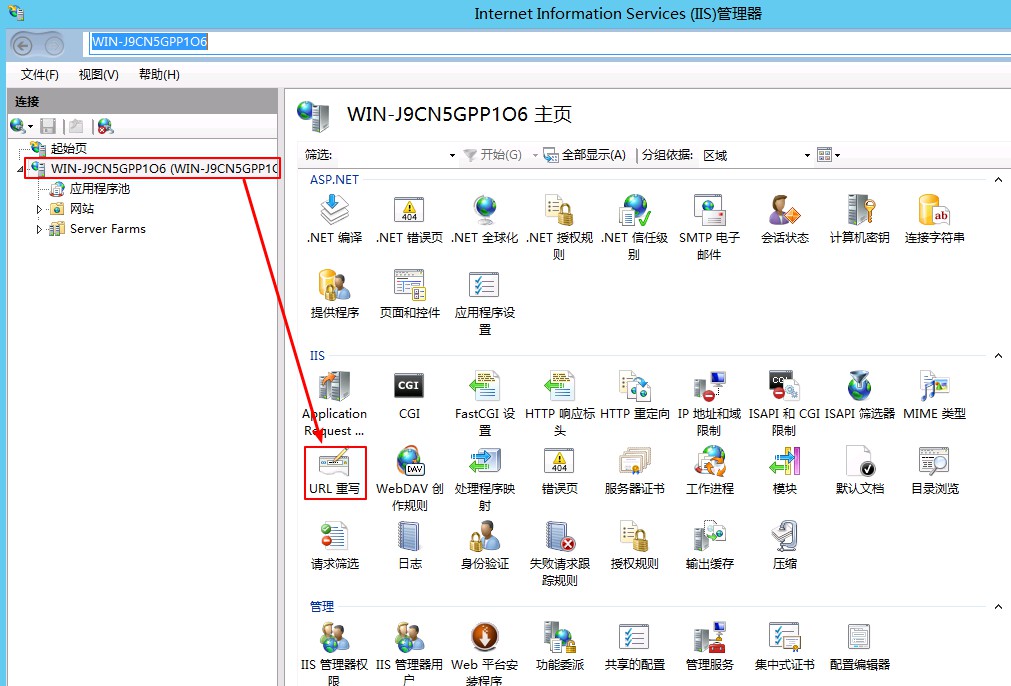 Internet Information Services (IIS)管理器
WIN-J9CN5GPP1O6
文件(F) 视图(V) 帮助(H)
连接
起始页
WIN-J9CN5GPP1O6 (WIN-J9CN5GPP1O
应用程序池
网站
Server Farms
WIN-J9CN5GPP1O6 主页
筛选: 开始(G) 全部显示(A) 分组依据: 区域
ASP.NET
.NET 编译 .NET 错误页 .NET 全球化 .NET 授权规 .NET 信任级 SMTP 电子 会话状态 计算机密钥 连接字符串
则 别 邮件
提供程序 页面和控件 应用程序设
置
IIS
Application CGI FastCGI 设 HTTP 响应标 HTTP 重定向 IP 地址和域 ISAPI 和 CGI ISAPI 筛选器 MIME 类型
Request ... 置 头 限制 限制
URL 重写 WebDAV 创 处理程序映 错误页 服务器证书 工作进程 模块 默认文档 目录浏览
作规则 射
请求筛选 日志 身份验证 失败请求跟 授权规则 输出缓存 压缩
踪规则
管理
IIS 管理器权 IIS 管理器用 Web 平台安 功能委派 共享的配置 管理服务 集中式证书 配置编辑器
限 户 装程序